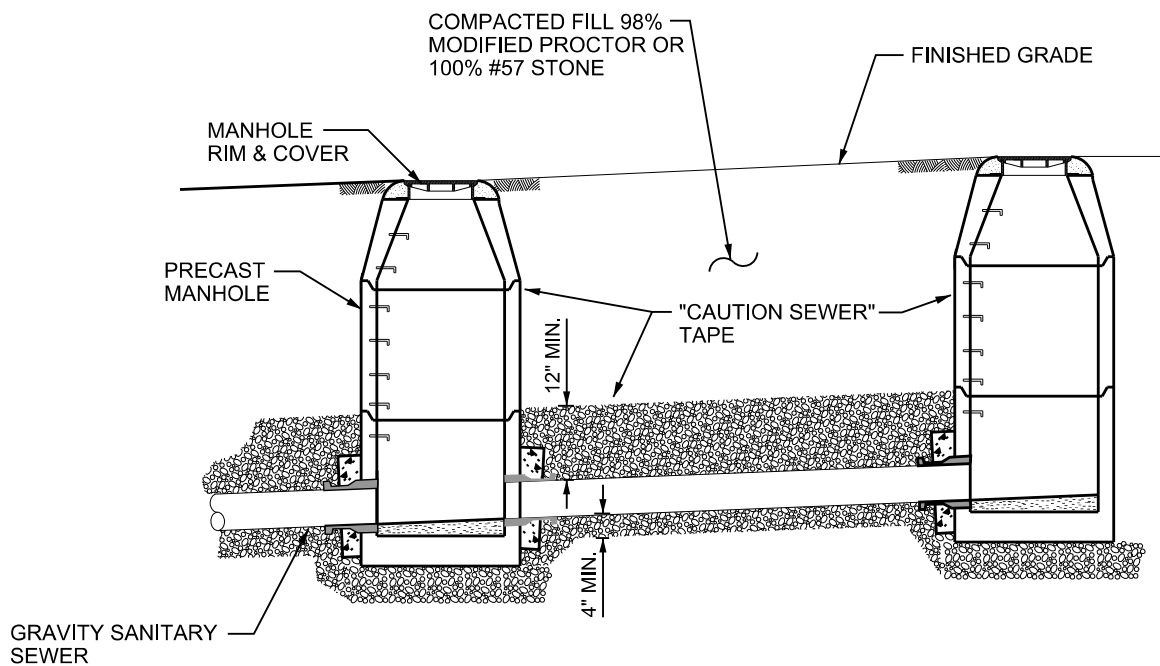 COMPACTED FILL 98%
MODIFIED PROCTOR OR
100% #57 STONE
FINISHED GRADE
MANHOLE
RIM & COVER
PRECAST
MANHOLE
"CAUTION SEWER"
TAPE
12" MIN.
4" MIN.
GRAVITY SANITARY
SEWER